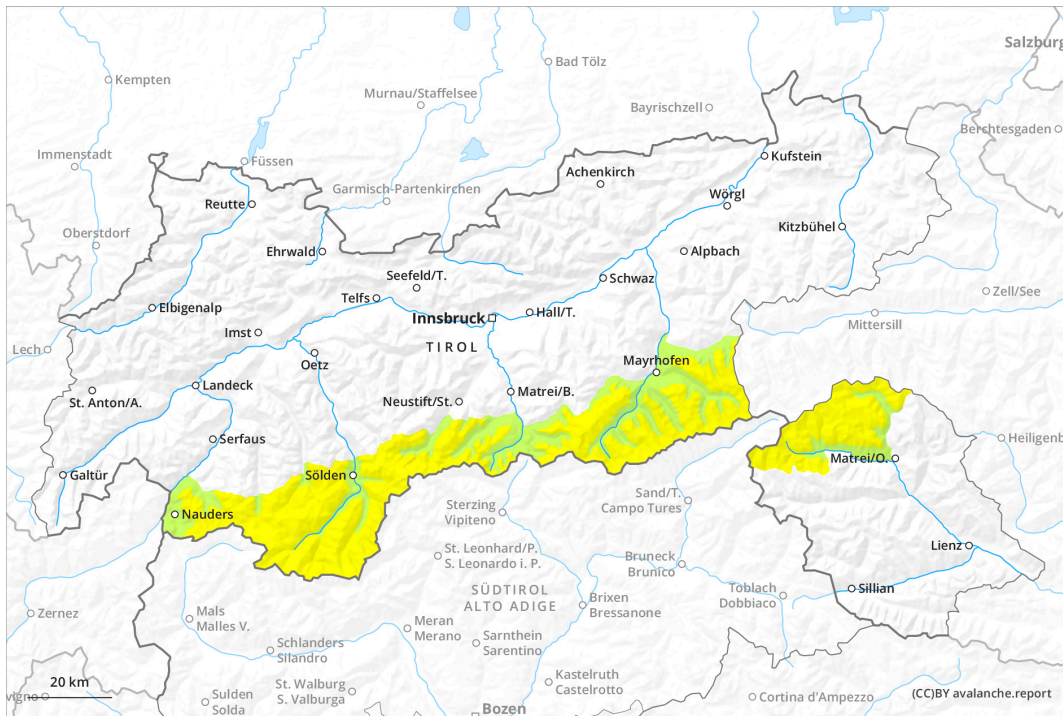 Salzburg
Kempten
Bad Tölz
Murnau/Staffelsee
Bayrischzell
Berchtesgaden
Immenstadt
Füssen
Kufstein
Achenkirch
Garmisch-Partenkirchen
Wörgl
Reutte
Oberstdorf
Kitzbühel
Ehrwald
Alpbach
Seefeld/T.
Schwaz
Zell/See
Telfs
Elbigenalp
Innsbruck
Hall/T.
Mittersill
Imst
TIROL
Lech
Oetz
Mayrhofen
Landeck
St. Anton/A.
Neustift/St.
Matrei/B.
Serfaus
Heiligenb
Matrei/O.
Galtür
Sölden
Sterzing
Vipiteno
Sand/T.
Campo Tures
Nauders
Lienz
St. Leonhard/P.
S. Leonardo i. P.
Bruneck
Brunico
Sillian
SÜDTIROL
ALTO ADIGE
Toblach
Dobbiaco
Brixen
Bressanone
Zernez
Mals
Malles V.
Meran
Merano
Schlanders
Silandro
Sarnthein
Sarentino
20 km
St. Walburg
S. Valburga
Kastelruth
Castelrotto
Sulden
Solda
Cortina d'Ampezzo
(CC)BY avalanche.report
Bozen